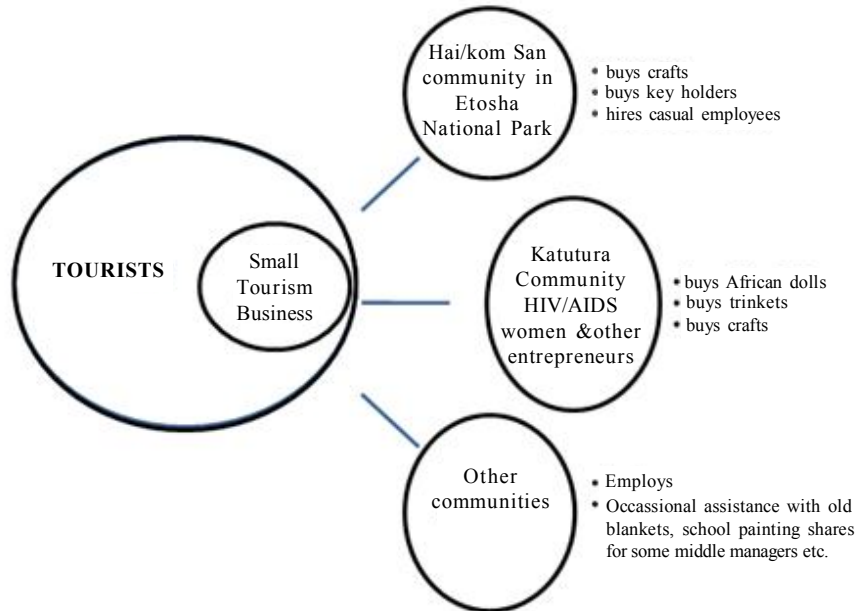 Hai/kom San
community in
Etosha
National Park
• buys crafts
• buys key holders
• hires casual employees
TOURISTS
Small
Tourism
Business
Katutura
Community
HIV/AIDS
women &other
entrepreneurs
• buys African dolls
• buys trinkets
• buys crafts
Other
communities
• Employs
• Occassional assistance with old
blankets, school painting shares
for some middle managers etc.